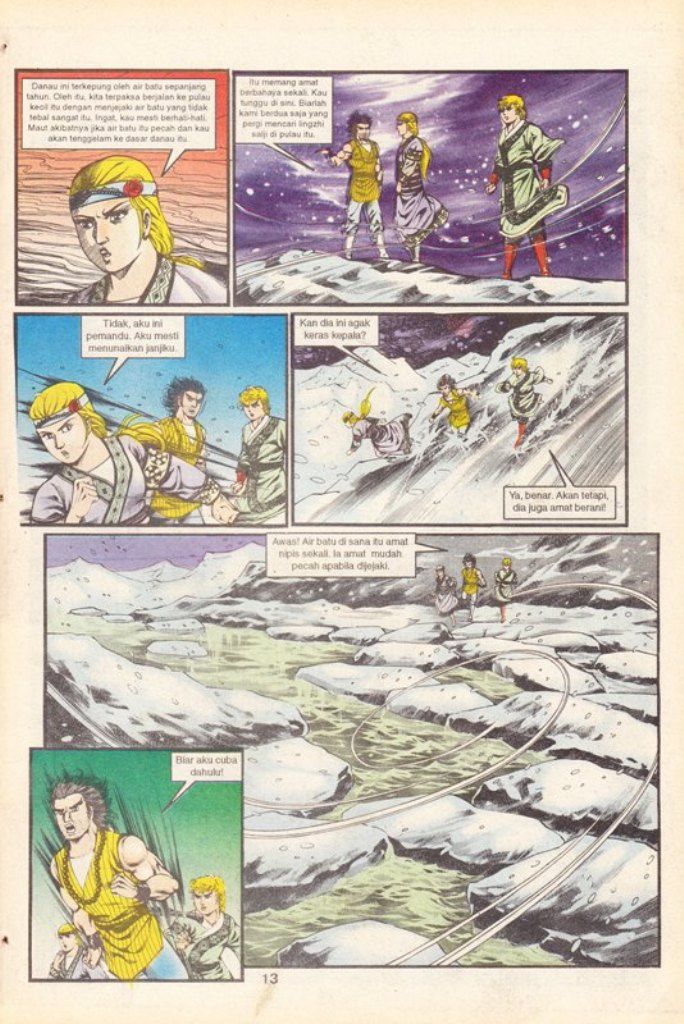 Danau ini terkepung oleh air batu sepanjang
tahun. Oleh itu, kita terpaksa berjalan ke pulau
kecil itu dengan menjejaki air batu yang tidak
tebal sangat itu. Ingat, kau mesti berhati-hati.
Maut akibatnya jika air batu itu pecah dan kau
akan tenggelam ke dasar danau itu.
Itu memang amat
berbahaya sekali. Kau
tunggu di sini. Biarlah
kami berdua saja yang
pergi mencari lingzhi
salji di pulau itu.
Tidak, aku ini
pemandu. Aku mesti
menunaikan janjiku.
Kan dia ini agak
keras kepala?
Ya, benar. Akan tetapi,
dia juga amat berani!
Awas! Air batu di sana itu amat
nipis sekali. Ia amat mudah
pecah apabila dijejaki.
Biar aku cuba
dahulu!
13